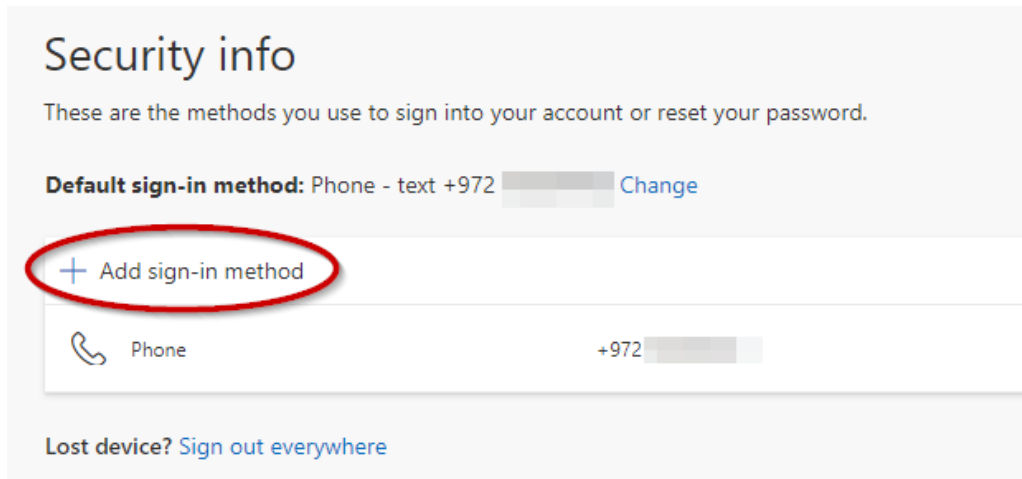 Security info
These are the methods you use to sign into your account or reset your password.
Default sign-in method: Phone - text +972 Change
+ Add sign-in method
Phone +972
Lost device? Sign out everywhere